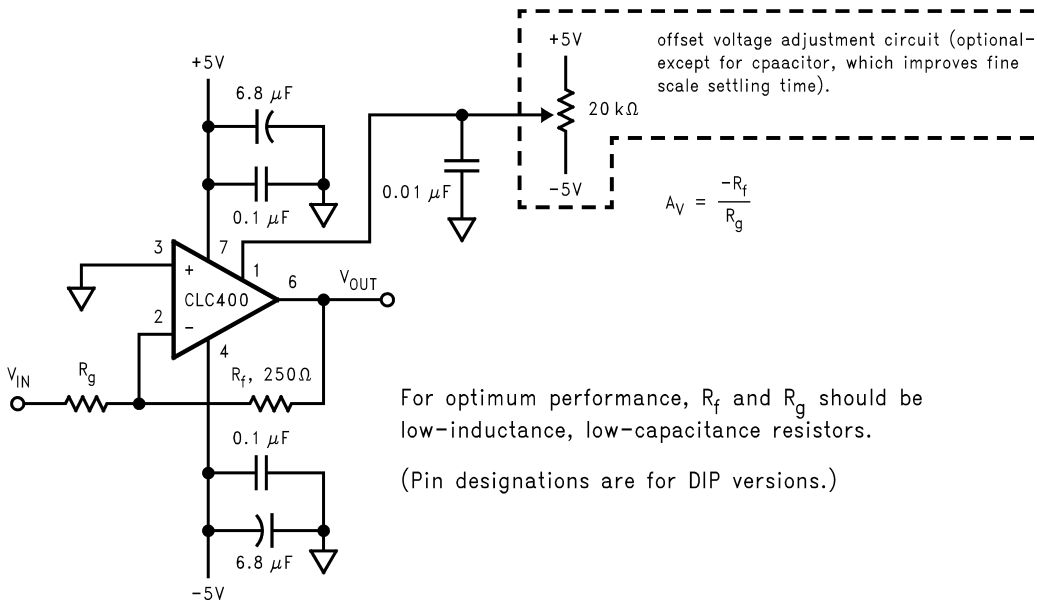 +5V
offset voltage adjustment circuit (optional-
except for cpaacitor, which improves fine
scale settling time).
+5V
6.8 μF
20 kΩ
0.1 μF
0.01 μF
-5V
A_V = -R_f / R_g
3
7
1
+
CLC400
6
V_OUT
2
-
4
V_IN
R_g
R_f, 250Ω
For optimum performance, R_f and R_g should be
low-inductance, low-capacitance resistors.
0.1 μF
(Pin designations are for DIP versions.)
6.8 μF
-5V